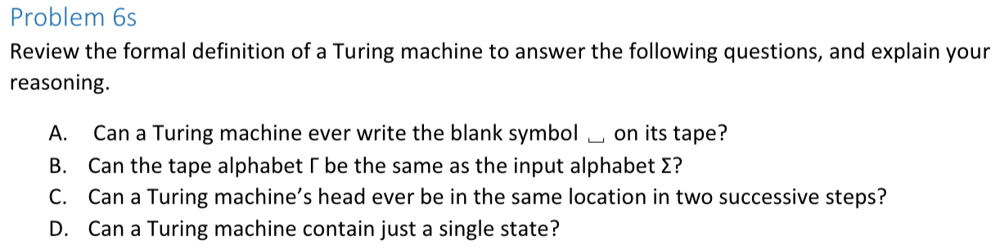 Problem 6s
Review the formal definition of a Turing machine to answer the following questions, and explain your
reasoning.
A. Can a Turing machine ever write the blank symbol ⎵ on its tape?
B. Can the tape alphabet Γ be the same as the input alphabet Σ?
C. Can a Turing machine’s head ever be in the same location in two successive steps?
D. Can a Turing machine contain just a single state?